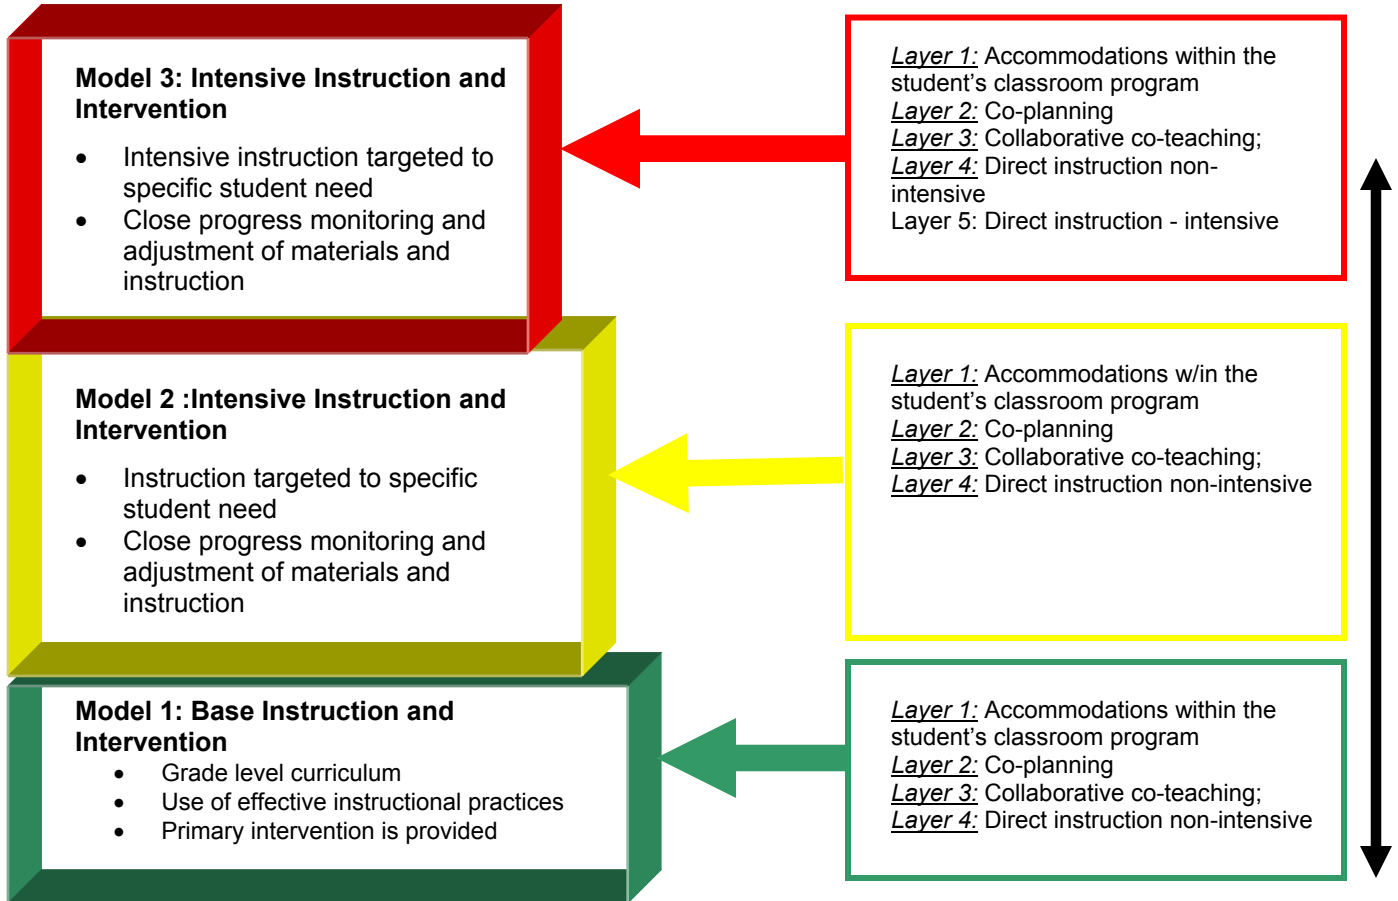 Model 3: Intensive Instruction and
Intervention
• Intensive instruction targeted to
specific student need
• Close progress monitoring and
adjustment of materials and
instruction
Layer 1: Accommodations within the
student’s classroom program
Layer 2: Co-planning
Layer 3: Collaborative co-teaching;
Layer 4: Direct instruction non-
intensive
Layer 5: Direct instruction - intensive
Model 2 :Intensive Instruction and
Intervention
• Instruction targeted to specific
student need
• Close progress monitoring and
adjustment of materials and
instruction
Layer 1: Accommodations w/in the
student’s classroom program
Layer 2: Co-planning
Layer 3: Collaborative co-teaching;
Layer 4: Direct instruction non-intensive
Model 1: Base Instruction and
Intervention
• Grade level curriculum
• Use of effective instructional practices
• Primary intervention is provided
Layer 1: Accommodations within the
student’s classroom program
Layer 2: Co-planning
Layer 3: Collaborative co-teaching;
Layer 4: Direct instruction non-intensive